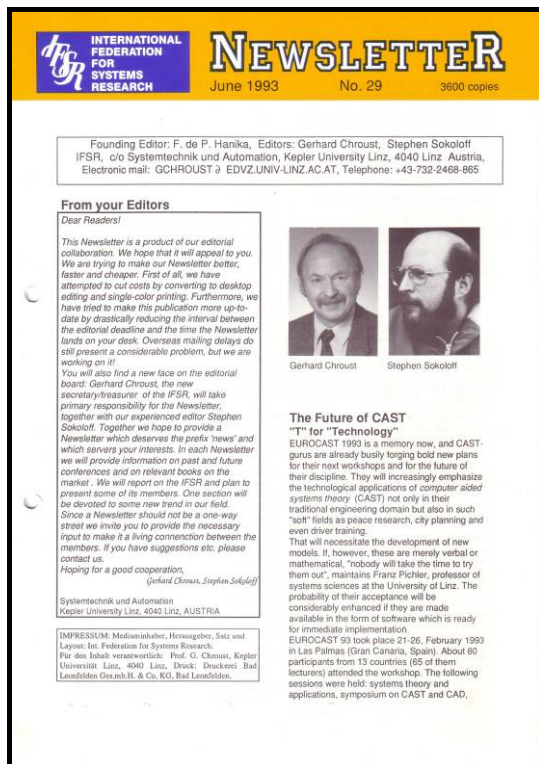 IFSR
INTERNATIONAL
FEDERATION
FOR
SYSTEMS
RESEARCH
NEWSLETTER
June 1993 No. 29 3600 copies
Founding Editor: F. de P. Hanika, Editors: Gerhard Chroust, Stephen Sokoloff
IFSR, c/o Systemtechnik und Automation, Kepler University Linz, 4040 Linz Austria,
Electronic mail: GCHROUST ∂ EDVZ.UNIV-LINZ.AC.AT, Telephone: +43-732-2468-865
From your Editors
Dear Readers!
This Newsletter is a product of our editorial
collaboration. We hope that it will appeal to you.
We are trying to make our Newsletter better,
faster and cheaper. First of all, we have
attempted to cut costs by converting to desktop
editing and single-color printing. Furthermore, we
have tried to make this publication more up-to-
date by drastically reducing the interval between
the editorial deadline and the time the Newsletter
lands on your desk. Overseas mailing delays do
still present a considerable problem, but we are
working on it!
You will also find a new face on the editorial
board: Gerhard Chroust, the new
secretary/treasurer of the IFSR, will take
primary responsibility for the Newsletter,
together with our experienced editor Stephen
Sokoloff. Together we hope to provide a
Newsletter which deserves the prefix 'news' and
which serves your interests. In each Newsletter
we will provide information on past and future
conferences and on relevant books on the
market . We will report on the IFSR and plan to
present some of its members. One section will
be devoted to some new trend in our field.
Since a Newsletter should not be a one-way
street we invite you to provide the necessary
input to make it a living connenction between the
members. If you have suggestions etc. please
contact us.
Hoping for a good cooperation,
Gerhard Chroust, Stephen Sokoloff
Systemtechnik und Automation
Kepler University Linz, 4040 Linz, AUSTRIA
IMPRESSUM: Mediuminhaber, Herausgeber, Satz und
Layout: Int. Federation for Systems Research.
Für den Inhalt verantwortlich: Prof. G. Chroust, Kepler
Universität Linz, 4040 Linz, Druck: Druckerei Bad
Leonfelden Ges.mb.H. & Co. KG, Bad Leonfelden.
Gerhard Chroust Stephen Sokoloff
The Future of CAST
"T" for "Technology"
EUROCAST 1993 is a memory now, and CAST-
gurus are already busily forging bold new plans
for their next workshops and for the future of
their discipline. They will increasingly emphasize
the technological applications of computer aided
systems theory (CAST) not only in their
traditional engineering domain but also in such
"soft" fields as peace research, city planning and
even driver training.
That will necessitate the development of new
models. If, however, these are merely verbal or
mathematical, "nobody will take the time to try
them out", maintains Franz Pichler, professor of
systems sciences at the University of Linz. The
probability of their acceptance will be
considerably enhanced if they are made
available in the form of software which is ready
for immediate implementation.
EUROCAST 93 took place 21-26, February 1993
in Las Palmas (Gran Canaria, Spain). About 80
participants from 13 countries (65 of them
lecturers) attended the workshop. The following
sessions were held: systems theory and
applications, symposium on CAST and CAD,